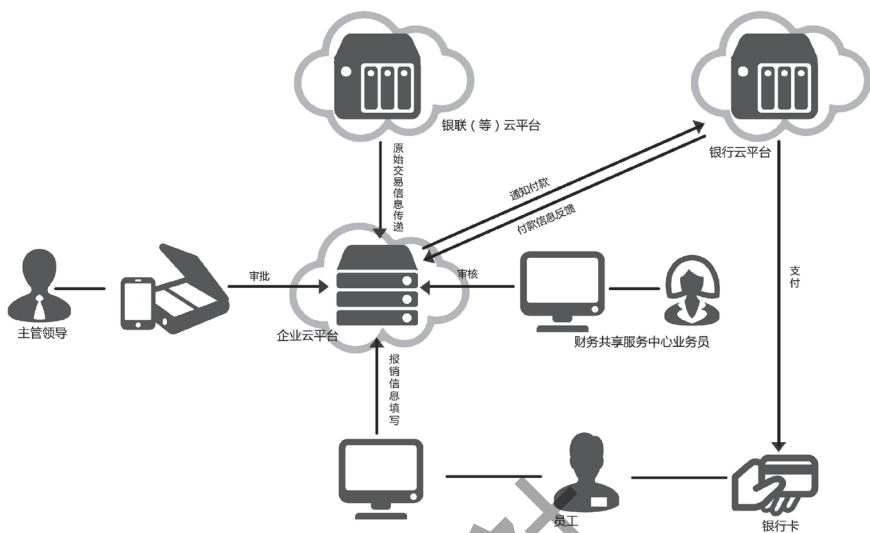 银联（等）云平台
银行云平台
原始交易信息传递
通知付款
付款信息反馈
支付
审批
审核
主管领导
企业云平台
财务共享服务中心业务员
报销信息填写
员工
银行卡